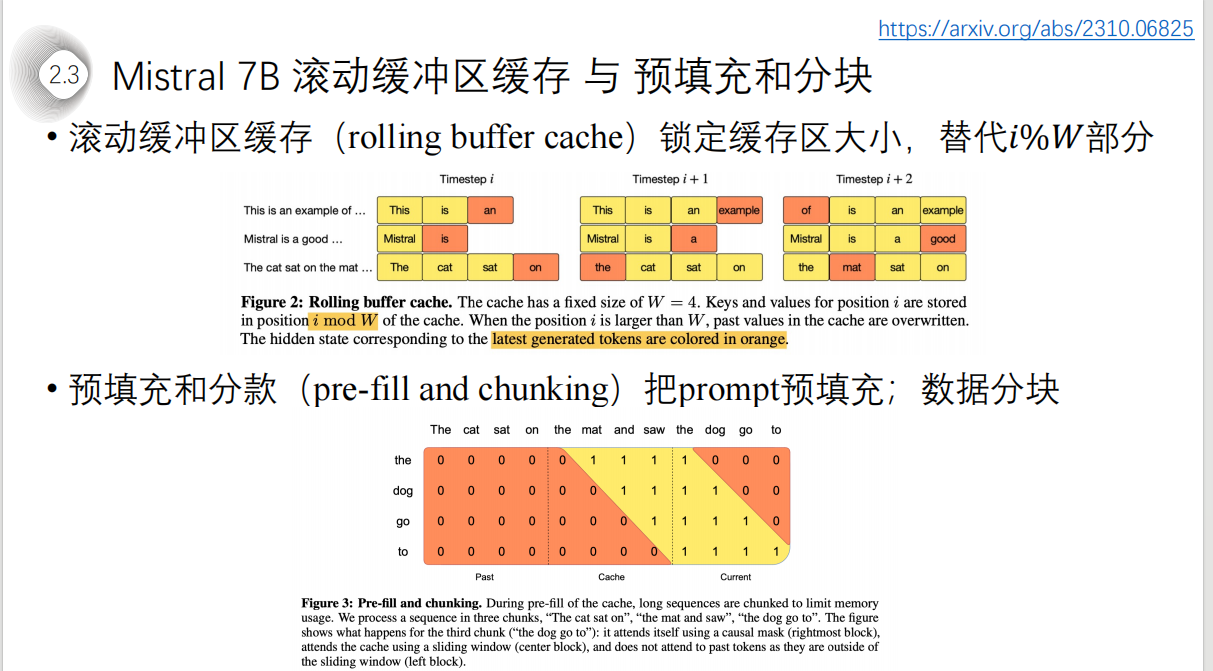 https://arxiv.org/abs/2310.06825
2.3 Mistral 7B 滚动缓冲区缓存 与 预填充和分块
• 滚动缓冲区缓存（rolling buffer cache）锁定缓存区大小，替代i%W部分
Timestep i Timestep i + 1 Timestep i + 2
This is an example of ... This is an This is an example of is an example
Mistral is a good ... Mistral is Mistral is a Mistral is a good
The cat sat on the mat ... The cat sat on the cat sat on the mat sat on
Figure 2: Rolling buffer cache. The cache has a fixed size of W = 4. Keys and values for position i are stored
in position i mod W of the cache. When the position i is larger than W, past values in the cache are overwritten.
The hidden state corresponding to the latest generated tokens are colored in orange.
• 预填充和分款（pre-fill and chunking）把prompt预填充；数据分块
The cat sat on the mat and saw the dog go to
the 0 0 0 0 0 1 1 1 1 0 0 0
dog 0 0 0 0 0 0 1 1 1 1 0 0
go 0 0 0 0 0 0 0 1 1 1 1 0
to 0 0 0 0 0 0 0 0 1 1 1 1
Past Cache Current
Figure 3: Pre-fill and chunking. During pre-fill of the cache, long sequences are chunked to limit memory
usage. We process a sequence in three chunks, “The cat sat on”, “the mat and saw”, “the dog go to”. The figure
shows what happens for the third chunk (“the dog go to”): it attends itself using a causal mask (rightmost block),
attends the cache using a sliding window (center block), and does not attend to past tokens as they are outside of
the sliding window (left block).